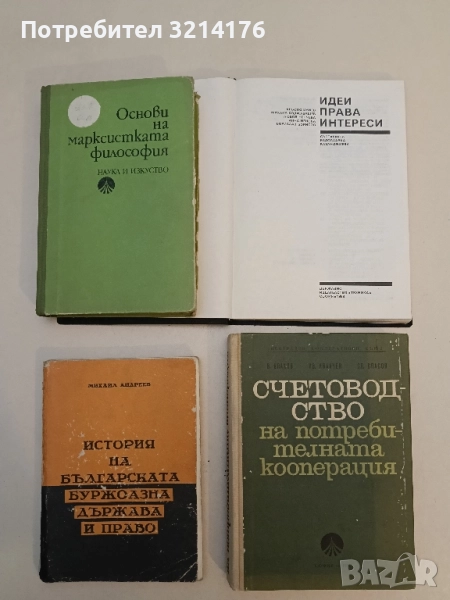 Потребител 3214176
Основи
на
марксистката
философия
НАУКА И ИЗКУСТВО
ИДЕИ
ПРАВА
ИНТЕРЕСИ
МИХАИЛ АНДРЕЕВ
ИСТОРИЯ
НА
БЪЛГАРСКАТА
БУРЖОАЗНА
ДЪРЖАВА
И ПРАВО
СЧЕТОВОД-
СТВО
на потреби-
телната
кооперация
BAZAR